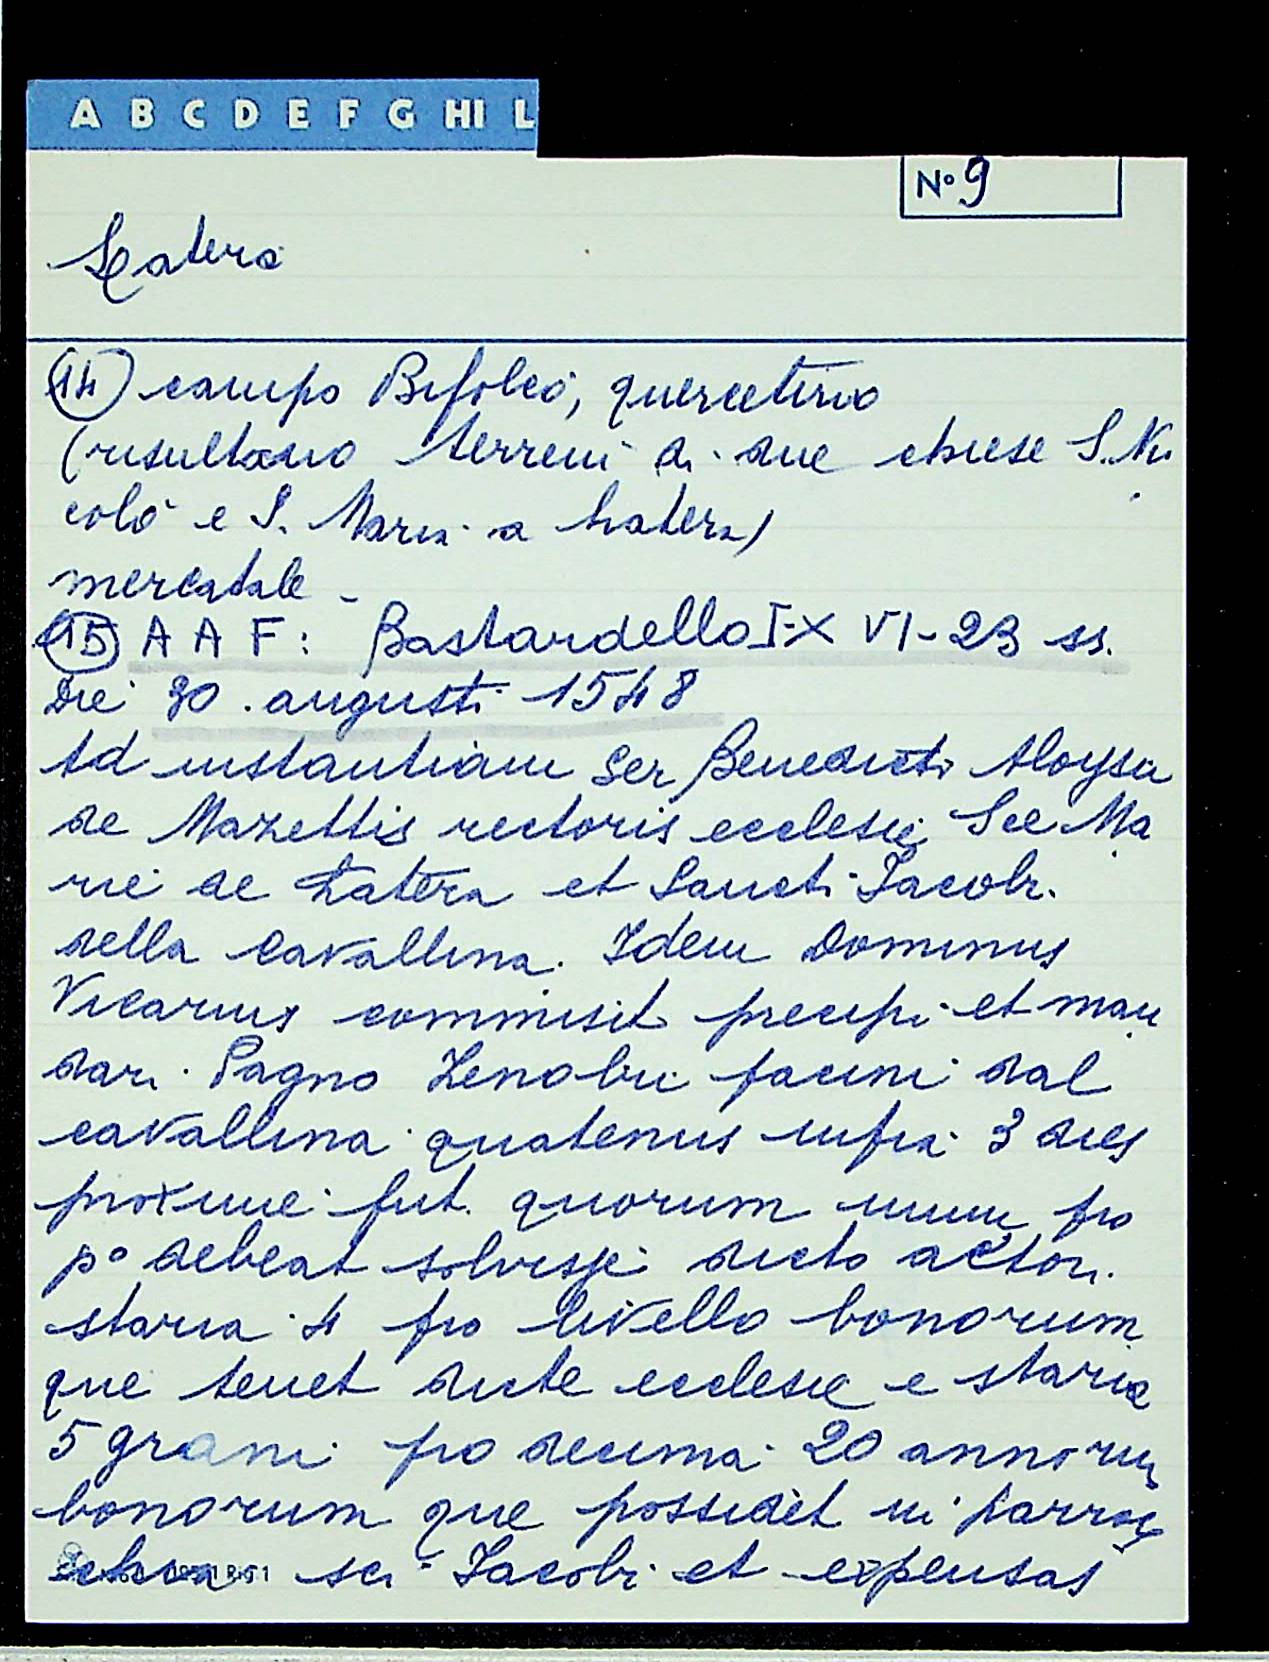 A B C D E F G HI L
N° 9
Latera
(14) campo Bifolco, querceto
(risultano terreni di due chiese S. Ni
colò e S. Maria a Latera)
mercatale -
(15) A A F: Bastardello I-X VI-23 ss.
Die 30. augusti 1548
Ad instantiam Ser Benedicti Aloysii
de Mazettis rectoris ecclesie See Ma
rie de Latera et Sancti Iacobi
della Cavallina. Idem Dominus
Vicarius commisit precipi et man
dari Pagno Zenobii facini dal
cavallina quatenus infra 3 dies
proxime fut. quorum unum pro
p° debeat solvisse dicto actori
staria 4 pro livello bonorum
que tenet dicte ecclesie e staria
5 grani pro decima 20 annorum
bonorum que possidet in parro
chia sci Iacobi et expensas